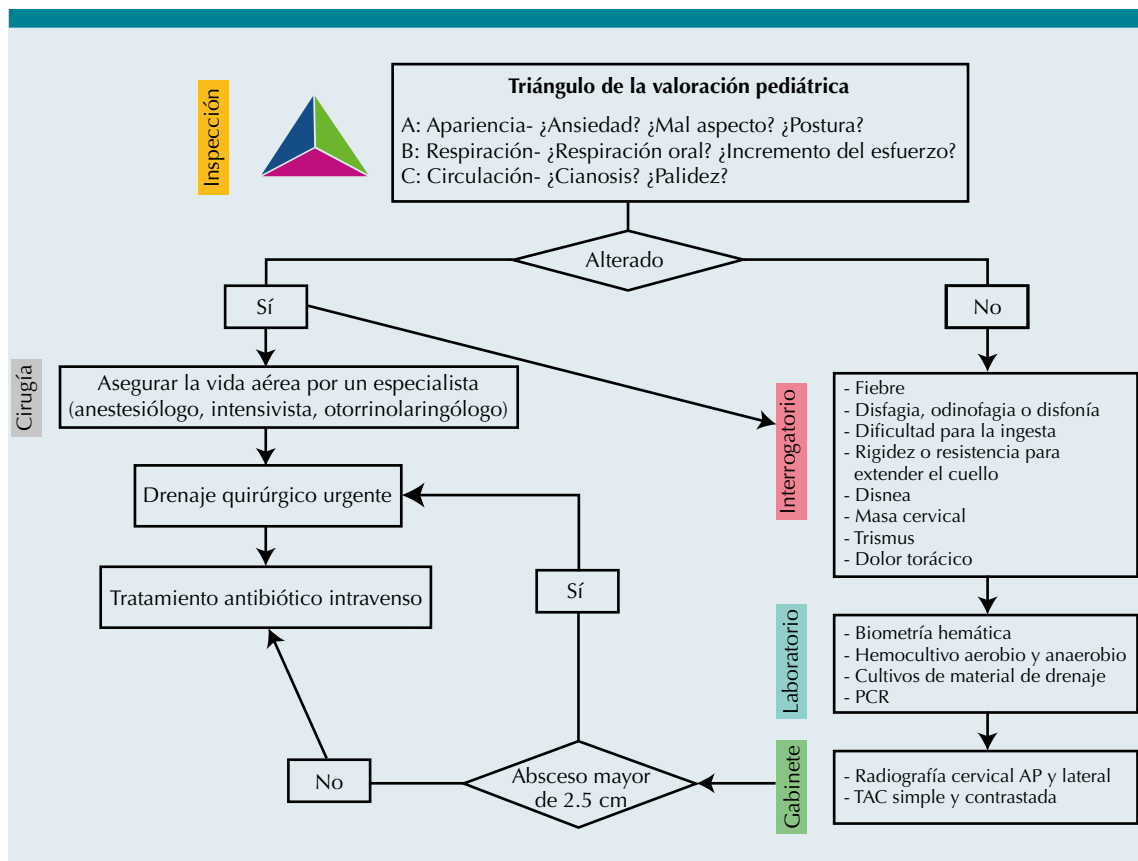 Inspección
Triángulo de la valoración pediátrica
A: Apariencia- ¿Ansiedad? ¿Mal aspecto? ¿Postura?
B: Respiración- ¿Respiración oral? ¿Incremento del esfuerzo?
C: Circulación- ¿Cianosis? ¿Palidez?
Alterado
Sí
No
Cirugía
Asegurar la vida aérea por un especialista
(anestesiólogo, intensivista, otorrinolaringólogo)
Drenaje quirúrgico urgente
Tratamiento antibiótico intravenso
Interrogatorio
- Fiebre
- Disfagia, odinofagia o disfonía
- Dificultad para la ingesta
- Rigidez o resistencia para
extender el cuello
- Disnea
- Masa cervical
- Trismus
- Dolor torácico
Laboratorio
- Biometría hemática
- Hemocultivo aerobio y anaerobio
- Cultivos de material de drenaje
- PCR
Gabinete
- Radiografía cervical AP y lateral
- TAC simple y contrastada
Absceso mayor
de 2.5 cm
Sí
No